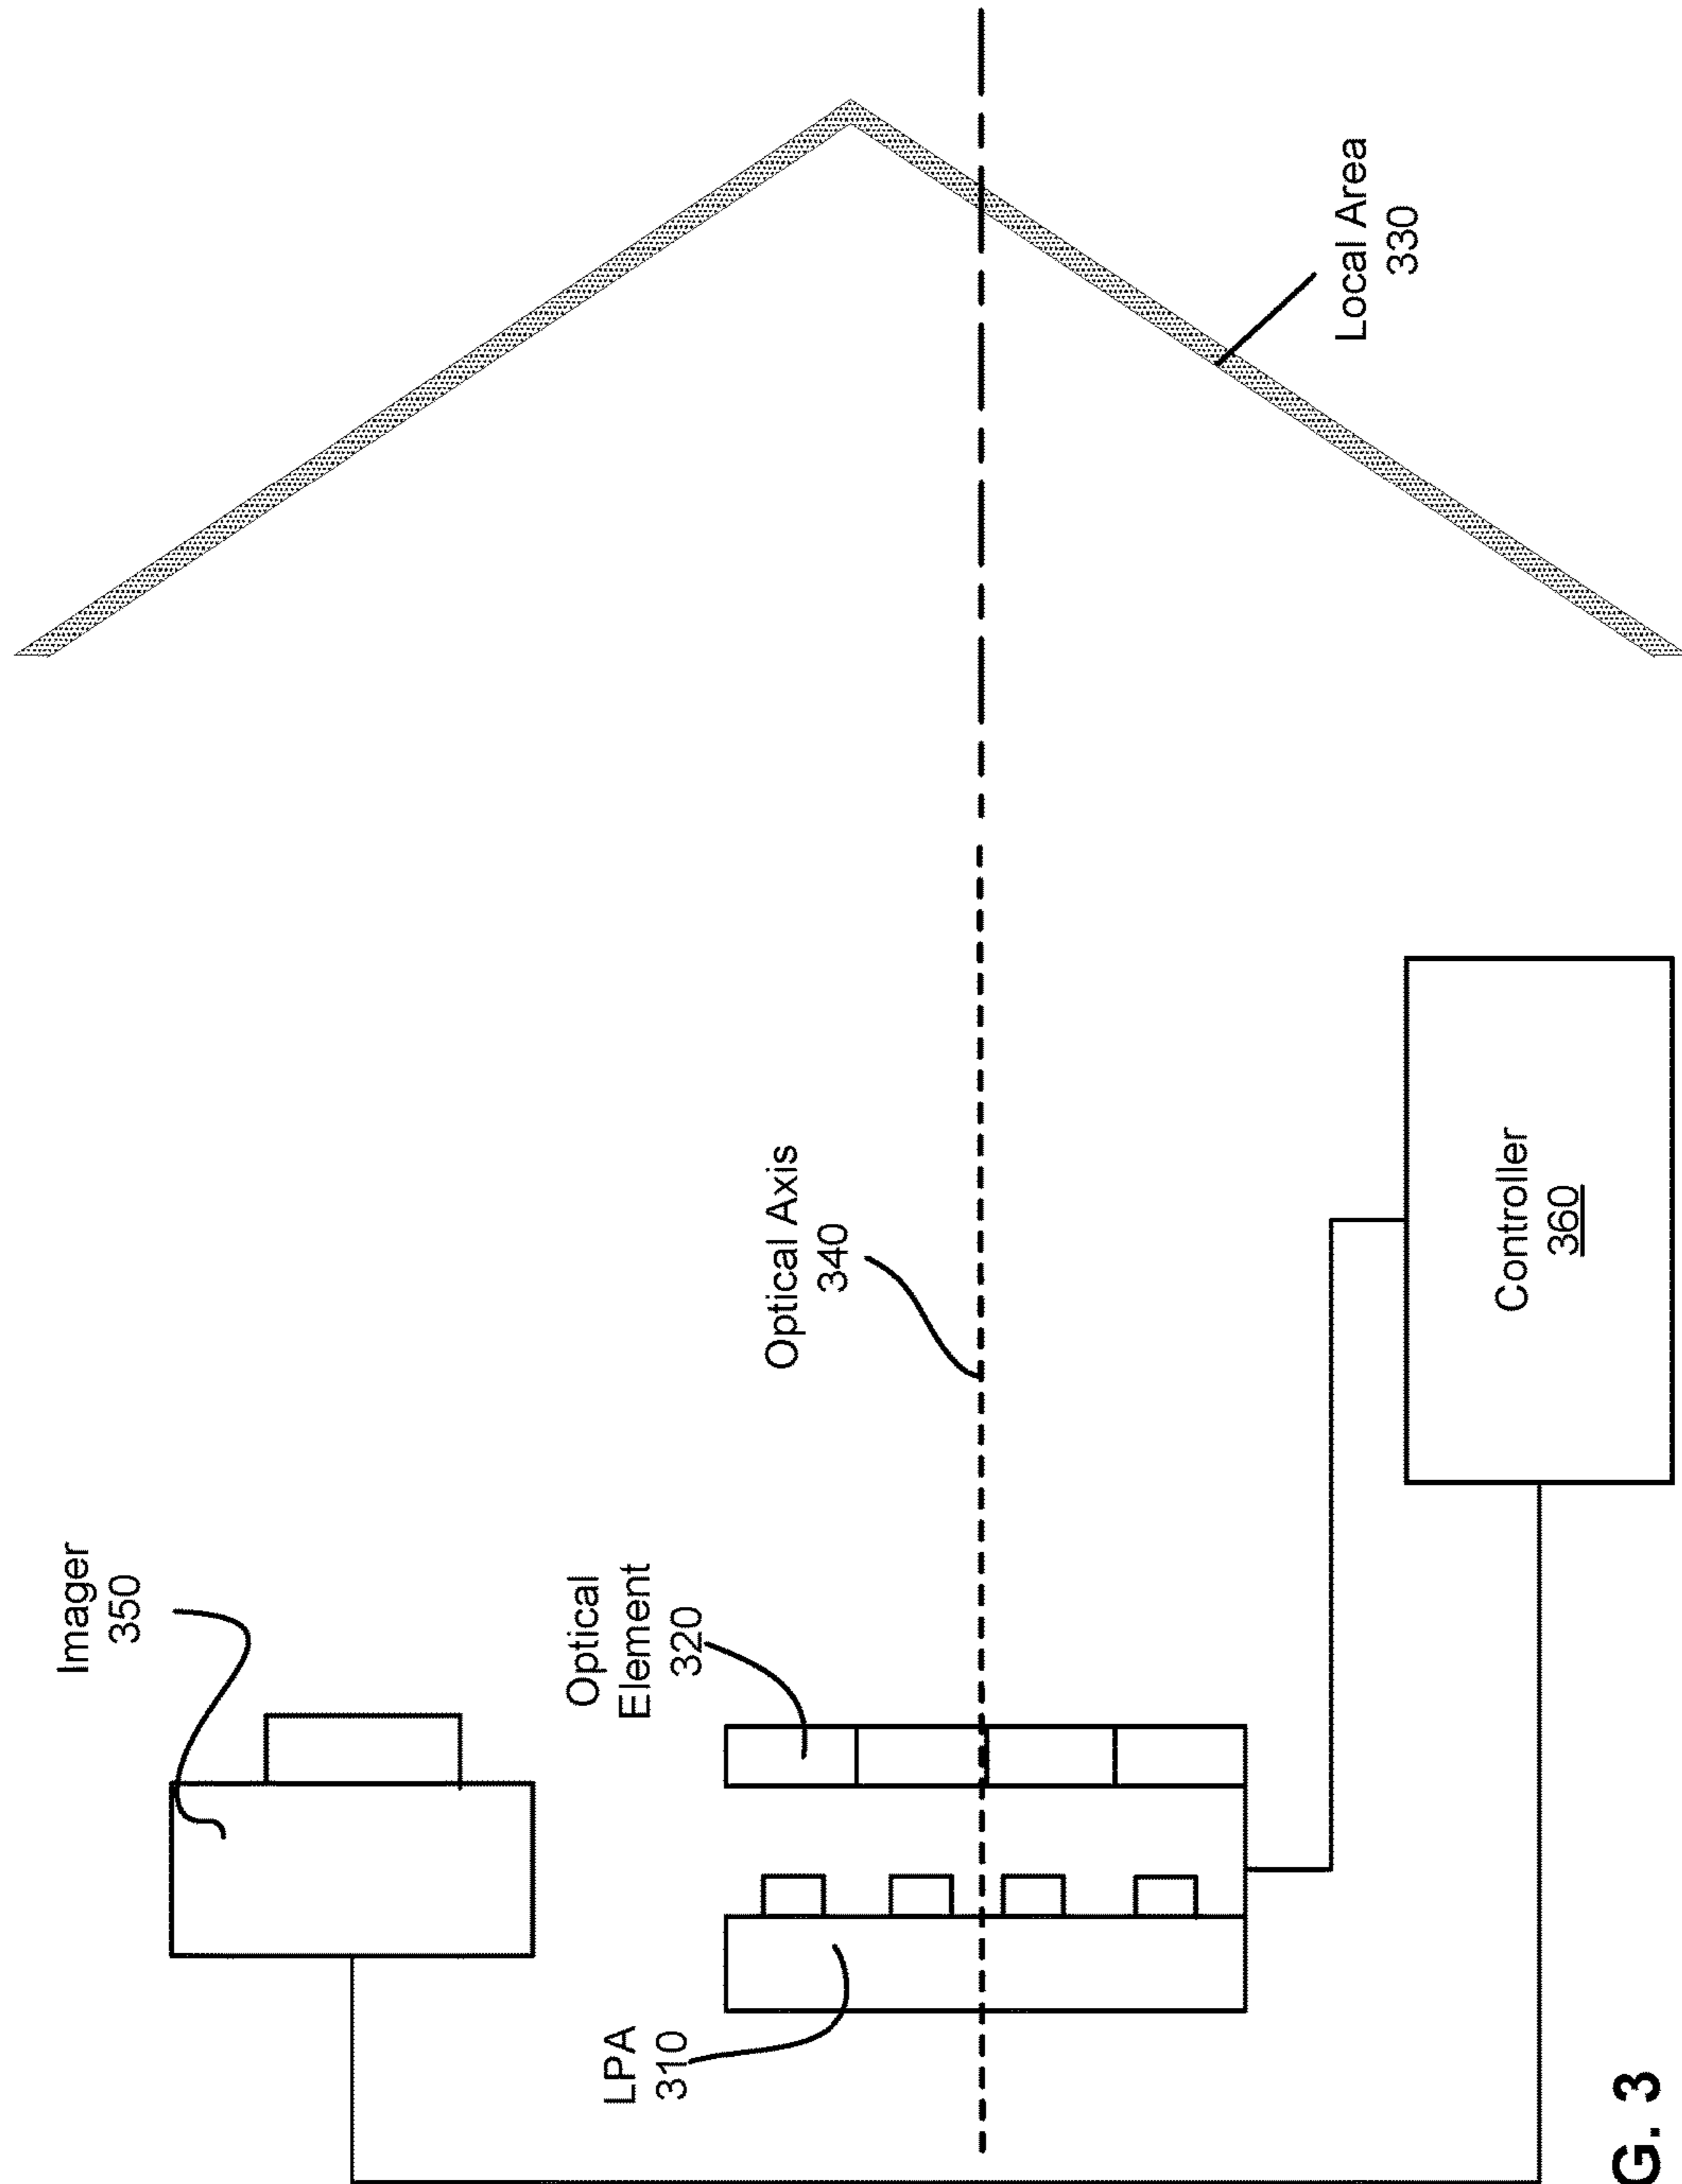 Imager
350
Optical
Element
320
LPA
310
Optical Axis
340
Local Area
330
Controller
360
G. 3